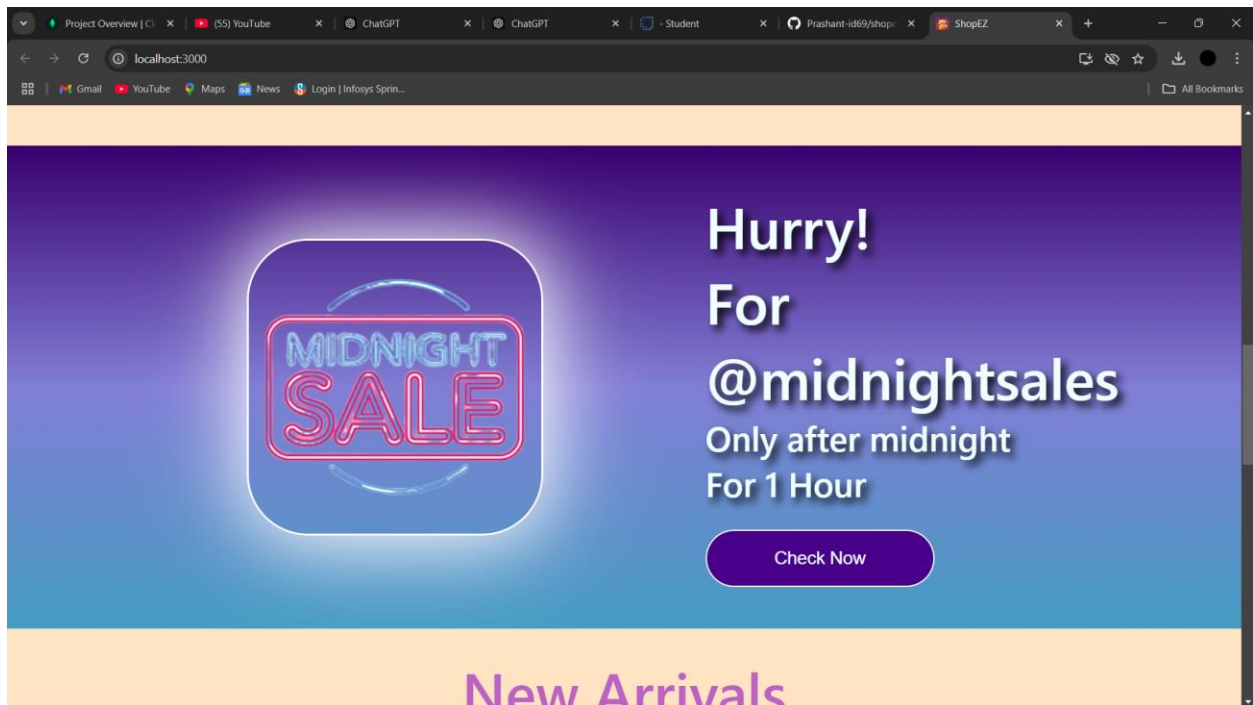 Project Overview | Cl
(55) YouTube
ChatGPT
ChatGPT
- Student
Prashant-id69/shope
ShopEZ
localhost:3000
Gmail
YouTube
Maps
News
Login | Infosys Sprin...
All Bookmarks
MIDNIGHT
SALE
Hurry!
For
@midnightsales
Only after midnight
For 1 Hour
Check Now
New Arrivals